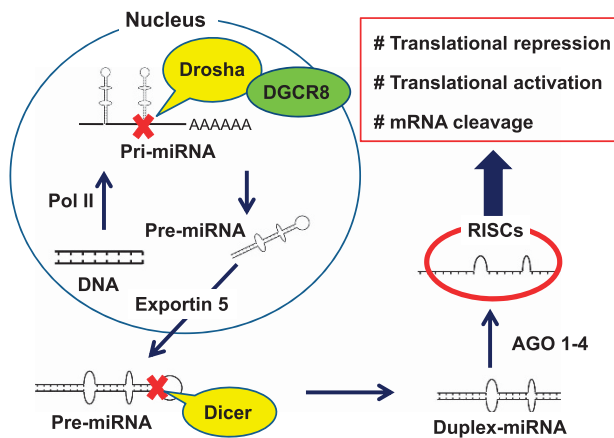 Nucleus
Drosha
DGCR8
AAAAAA
Pri-miRNA
Pol II
Pre-miRNA
DNA
Exportin 5
Pre-miRNA
Dicer
# Translational repression
# Translational activation
# mRNA cleavage
RISCs
AGO 1-4
Duplex-miRNA